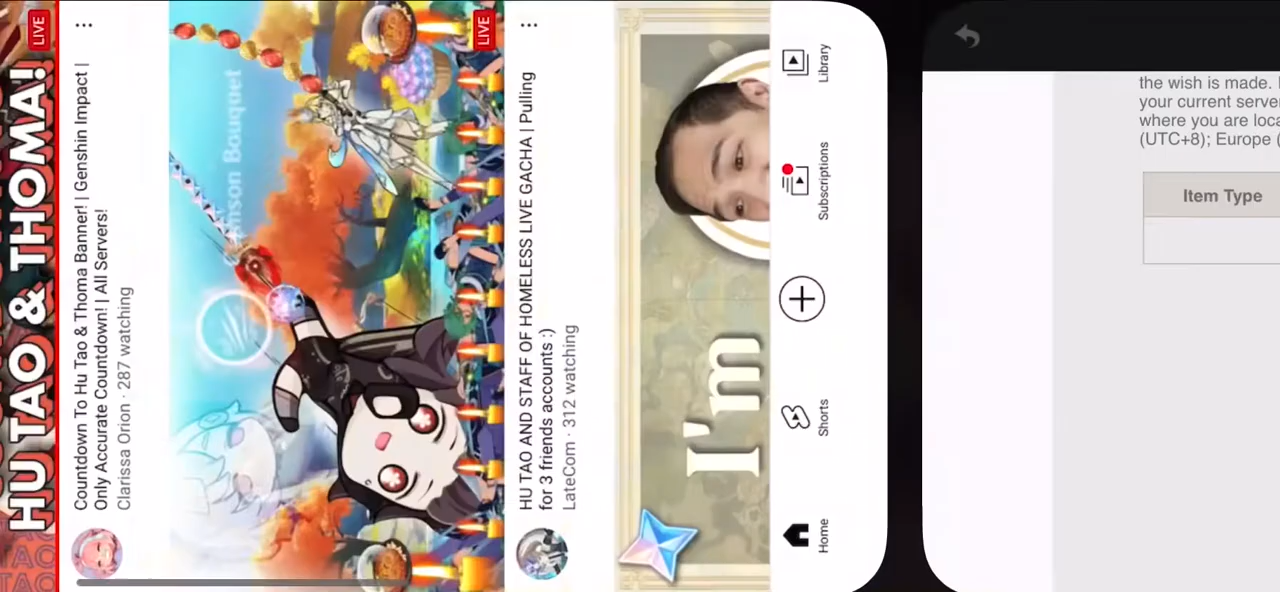 LIVE
HU TAO & THOMA!
Countdown To Hu Tao & Thoma Banner! | Genshin Impact |
Only Accurate Countdown! | All Servers!
Clarissa Orion · 287 watching
LIVE
HU TAO AND STAFF OF HOMELESS LIVE GACHA | Pulling
for 3 friends accounts :)
LateCom · 312 watching
I'm
Home
Shorts
Subscriptions
Library
the wish is made.
your current serve
where you are loca
(UTC+8); Europe (
Item Type